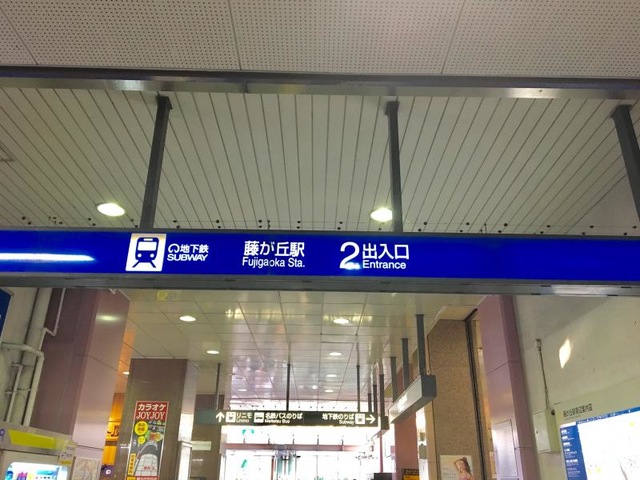 地下鉄
SUBWAY
藤が丘駅
Fujigaoka Sta.
2 出入口
Entrance
リニモ
Linimo
名鉄バスのりば
Meitetsu Bus
地下鉄のりば
Subway
カラオケ
JOYJOY